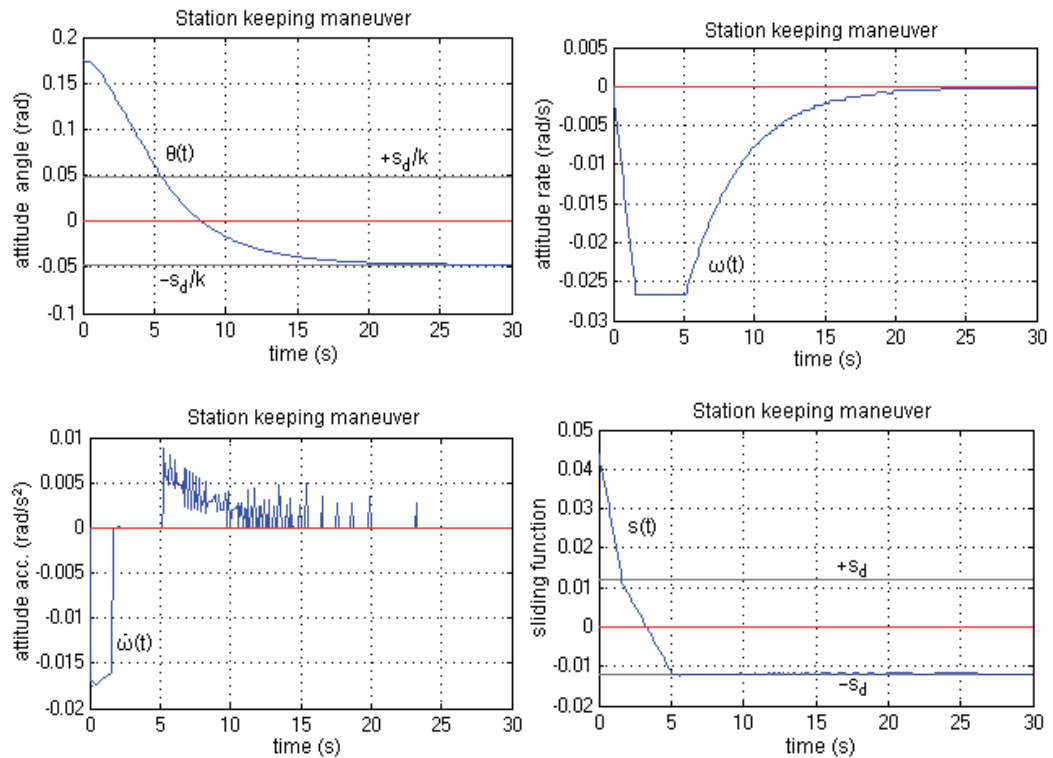 Station keeping maneuver
attitude angle (rad)
0.2
0.15
0.1
0.05
0
-0.05
-0.1
θ(t)
+s_d/k
−s_d/k
0 5 10 15 20 25 30
time (s)
Station keeping maneuver
attitude rate (rad/s)
0.005
0
-0.005
-0.01
-0.015
-0.02
-0.025
-0.03
ω(t)
0 5 10 15 20 25 30
time (s)
Station keeping maneuver
attitude acc. (rad/s²)
0.01
0.005
0
-0.005
-0.01
-0.015
-0.02
ω̇(t)
0 5 10 15 20 25 30
time (s)
Station keeping maneuver
sliding function
0.05
0.04
0.03
0.02
0.01
0
-0.01
-0.02
s(t)
+s_d
−s_d
0 5 10 15 20 25 30
time (s)